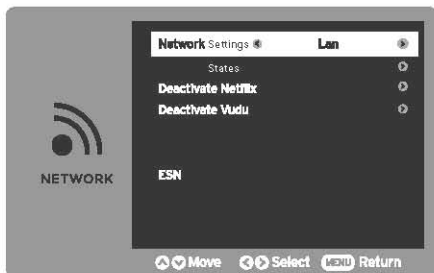 Network Settings Lan
States
Deactivate Netflix
Deactivate Vudu
NETWORK
ESN
Move Select MENU Return